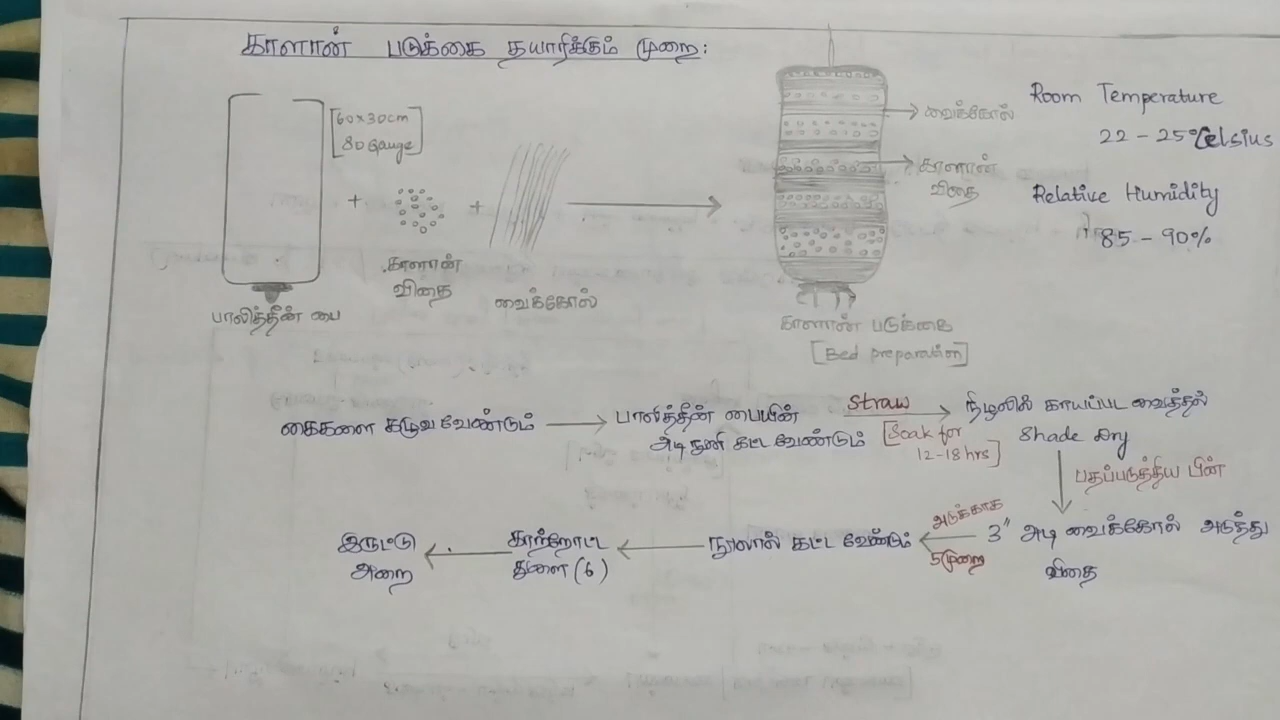 காளான் படுக்கை தயாரிக்கும் முறை:
[60x30cm
80 Gauge]
+
+
காளான்
விதை
வைக்கோல்
பாலித்தீன் பை
வைக்கோல்
காளான்
விதை
காளான் படுக்கை
[Bed preparation]
Room Temperature
22 - 25°Celsius
Relative Humidity
85 - 90%
கைகளை கழுவ வேண்டும்
பாலித்தீன் பையின்
அடி நுனி கட்ட வேண்டும்
Straw
[Soak for
12-18 hrs]
நிழலில் காயப்பட வைத்தல்
Shade Dry
பதப்படுத்திய பின்
3" அடி வைக்கோல் அடுத்து
விதை
அடுக்காக
5முறை
நூலால் கட்ட வேண்டும்
காற்றோட்ட
துளை (6)
இருட்டு
அறை